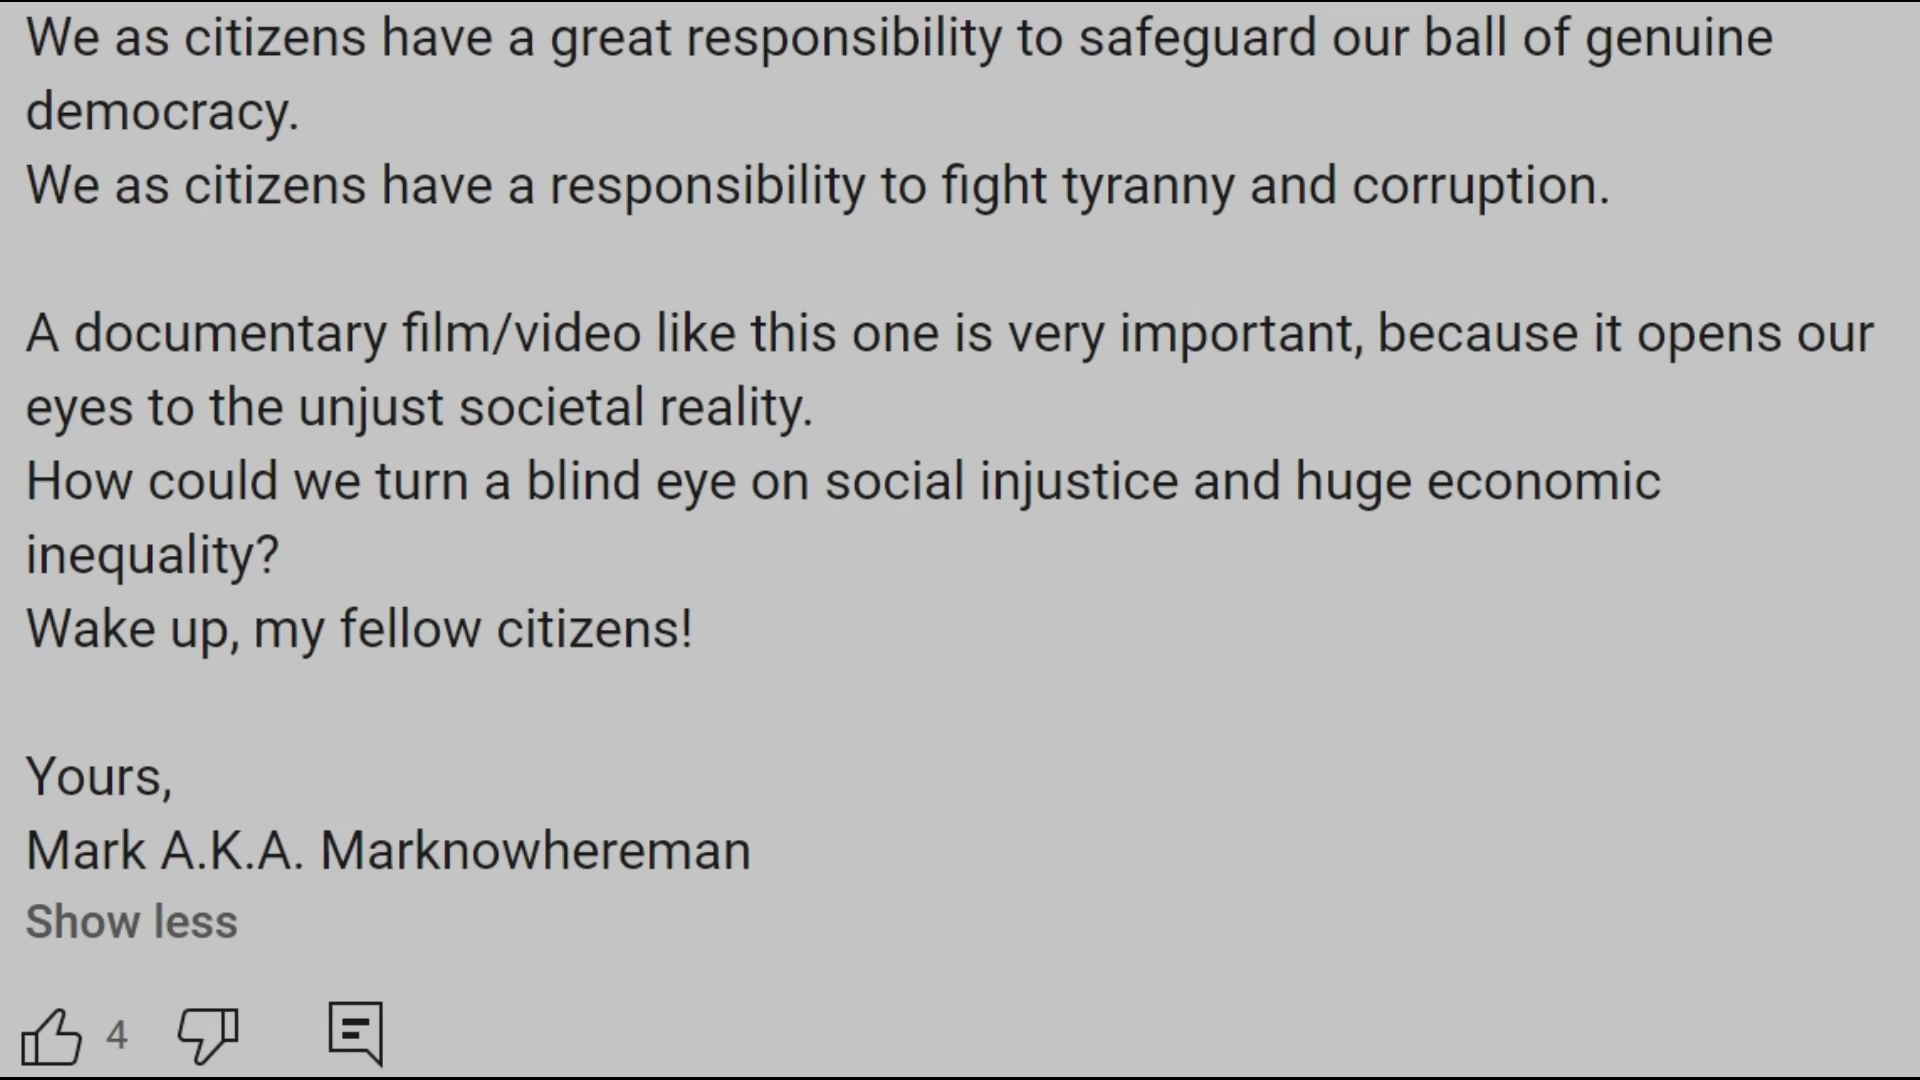 We as citizens have a great responsibility to safeguard our ball of genuine
democracy.
We as citizens have a responsibility to fight tyranny and corruption.
A documentary film/video like this one is very important, because it opens our
eyes to the unjust societal reality.
How could we turn a blind eye on social injustice and huge economic
inequality?
Wake up, my fellow citizens!
Yours,
Mark A.K.A. Marknowhereman
Show less
4